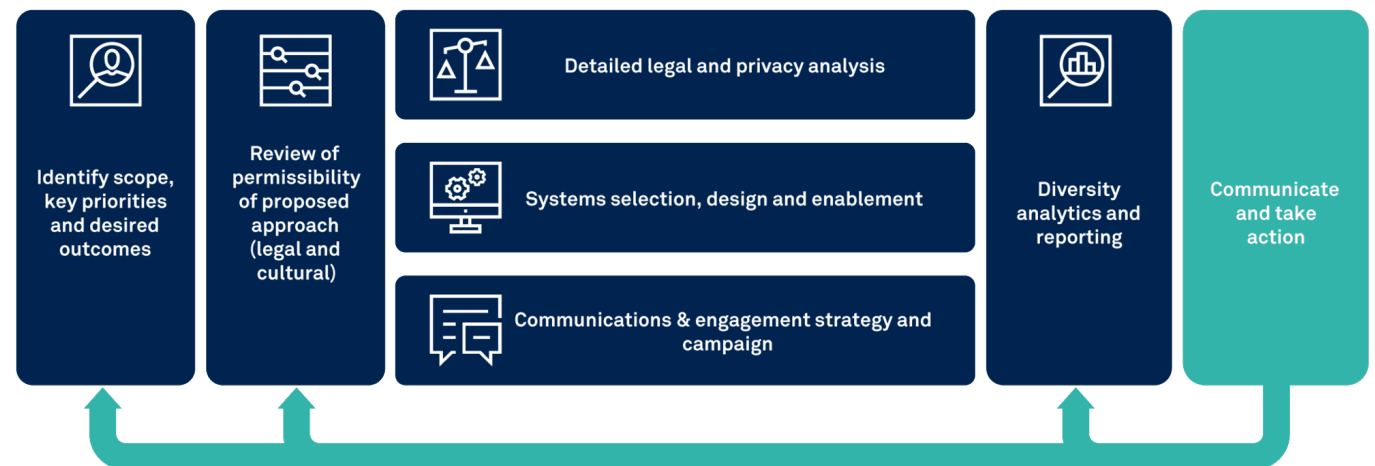 Identify scope,
key priorities
and desired
outcomes
Review of
permissibility
of proposed
approach
(legal and
cultural)
Detailed legal and privacy analysis
Systems selection, design and enablement
Communications & engagement strategy and
campaign
Diversity
analytics and
reporting
Communicate
and take
action